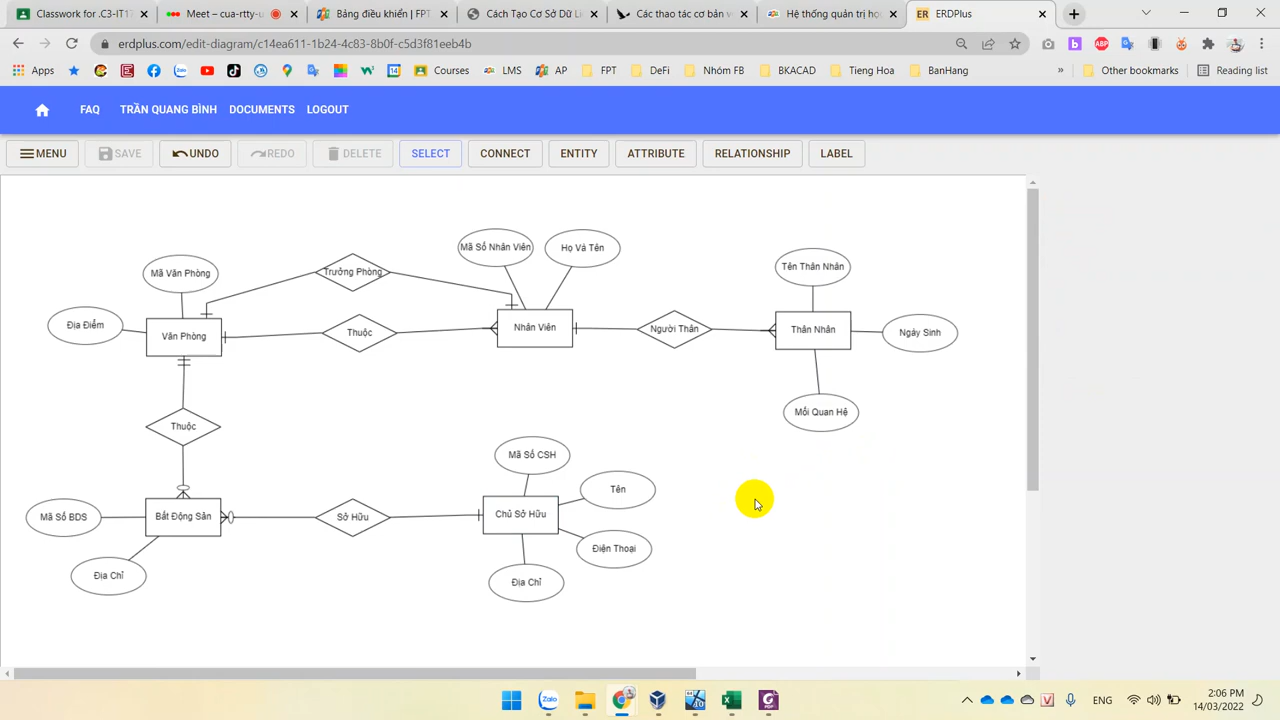 Classwork for .C3-IT1
Meet – cua-rtty-u
Bảng điều khiển | FPT
Cách Tạo Cơ Sở Dữ Li
Các thao tác cơ bản v
Hệ thống quản trị họ
ER ERDPlus
erdplus.com/edit-diagram/c14ea611-1b24-4c83-8b0f-c5d3f81eeb4b
Apps
Courses
LMS
AP
FPT
DeFi
Nhóm FB
BKACAD
Tieng Hoa
BanHang
»
Other bookmarks
Reading list
FAQ
TRẦN QUANG BÌNH
DOCUMENTS
LOGOUT
MENU
SAVE
UNDO
REDO
DELETE
SELECT
CONNECT
ENTITY
ATTRIBUTE
RELATIONSHIP
LABEL
Mã Số Nhân Viên
Họ Và Tên
Tên Thân Nhân
Mã Văn Phòng
Trưởng Phòng
Địa Điểm
Văn Phòng
Thuộc
Nhân Viên
Người Thân
Thân Nhân
Ngày Sinh
Mối Quan Hệ
Thuộc
Mã Số CSH
Tên
Mã Số BDS
Bất Động Sản
Sở Hữu
Chủ Sở Hữu
Điện Thoại
Địa Chỉ
Địa Chỉ
ENG
2:06 PM
14/03/2022